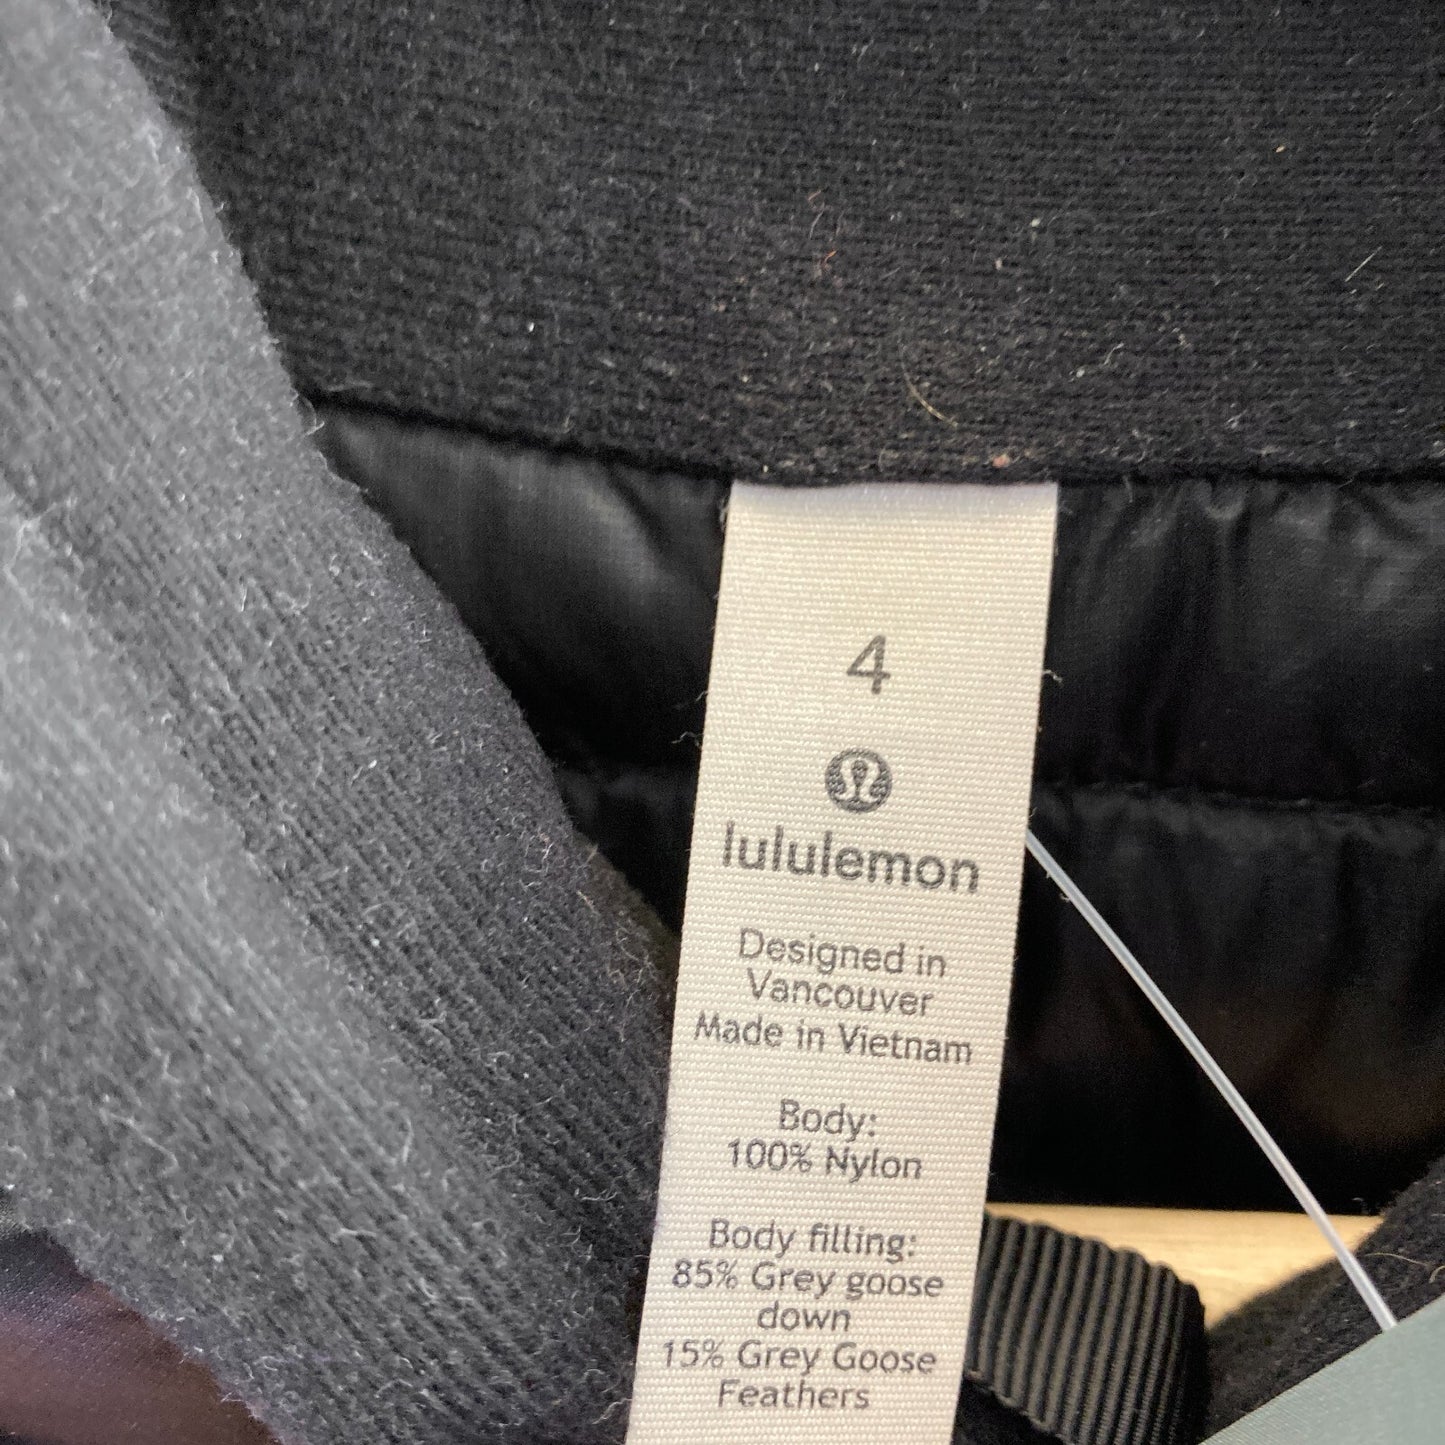 4
lululemon
Designed in
Vancouver
Made in Vietnam
Body:
100% Nylon
Body filling:
85% Grey goose
down
15% Grey Goose
Feathers